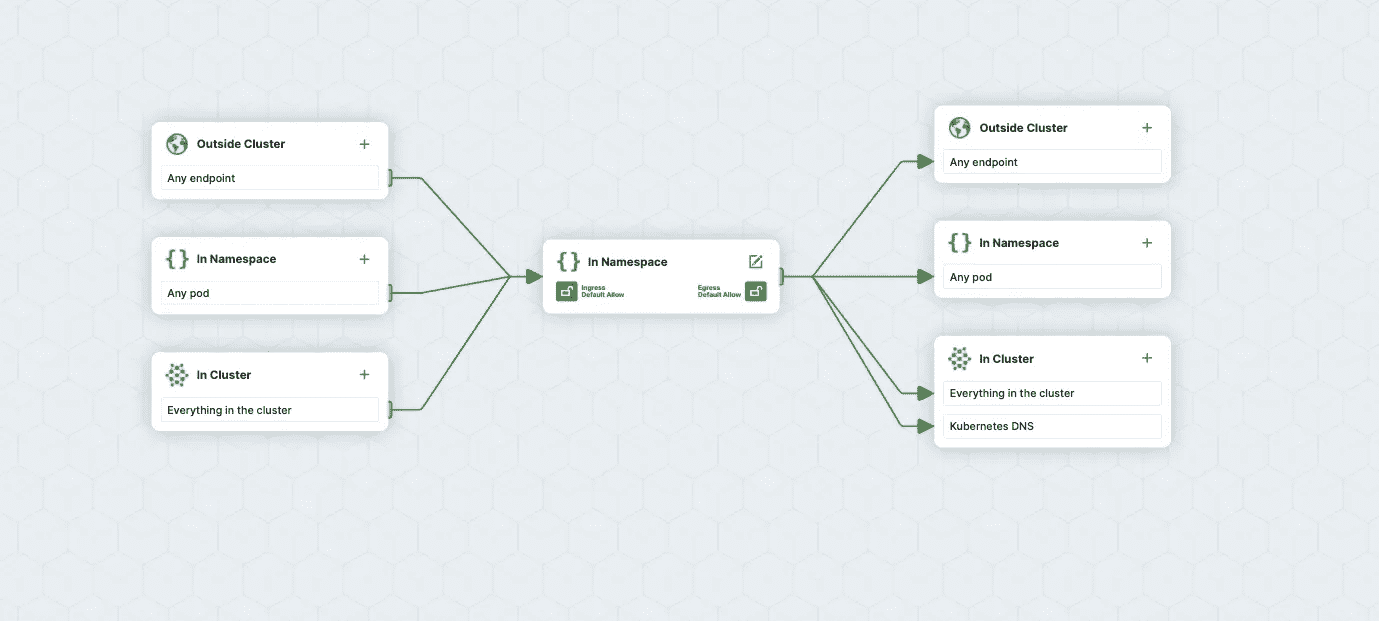 Outside Cluster
Any endpoint
In Namespace
Any pod
In Cluster
Everything in the cluster
In Namespace
Ingress
Default Allow
Egress
Default Allow
Outside Cluster
Any endpoint
In Namespace
Any pod
In Cluster
Everything in the cluster
Kubernetes DNS